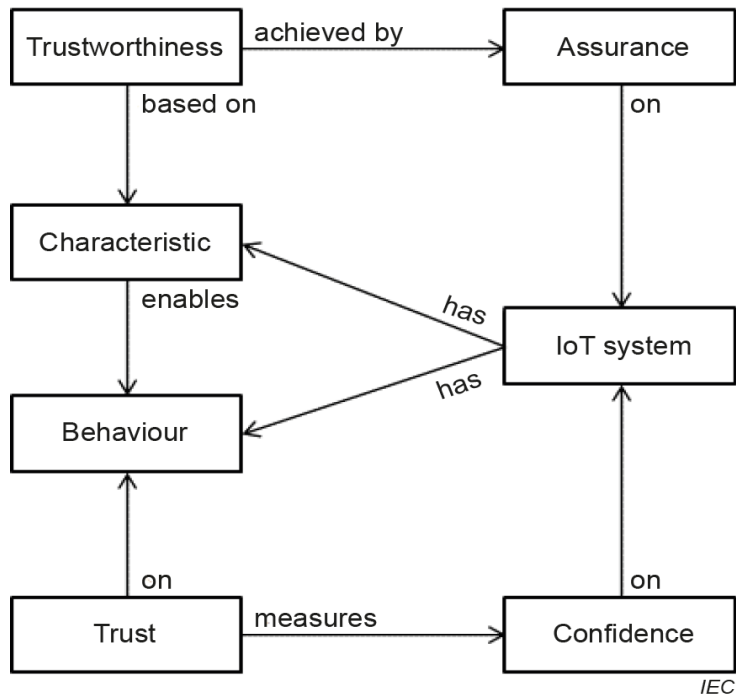 Trustworthiness
achieved by
Assurance
based on
on
Characteristic
enables
has
IoT system
has
Behaviour
on
on
Trust
measures
Confidence
IEC